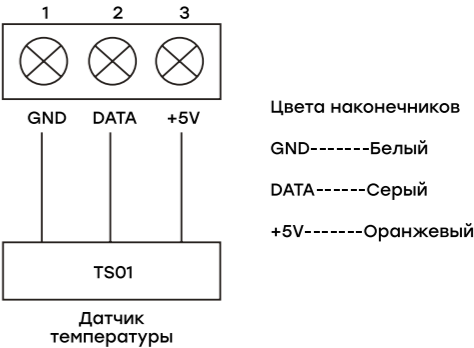 1 2 3
GND DATA +5V
TS01
Датчик
температуры
Цвета наконечников
GND-------Белый
DATA------Серый
+5V-------Оранжевый